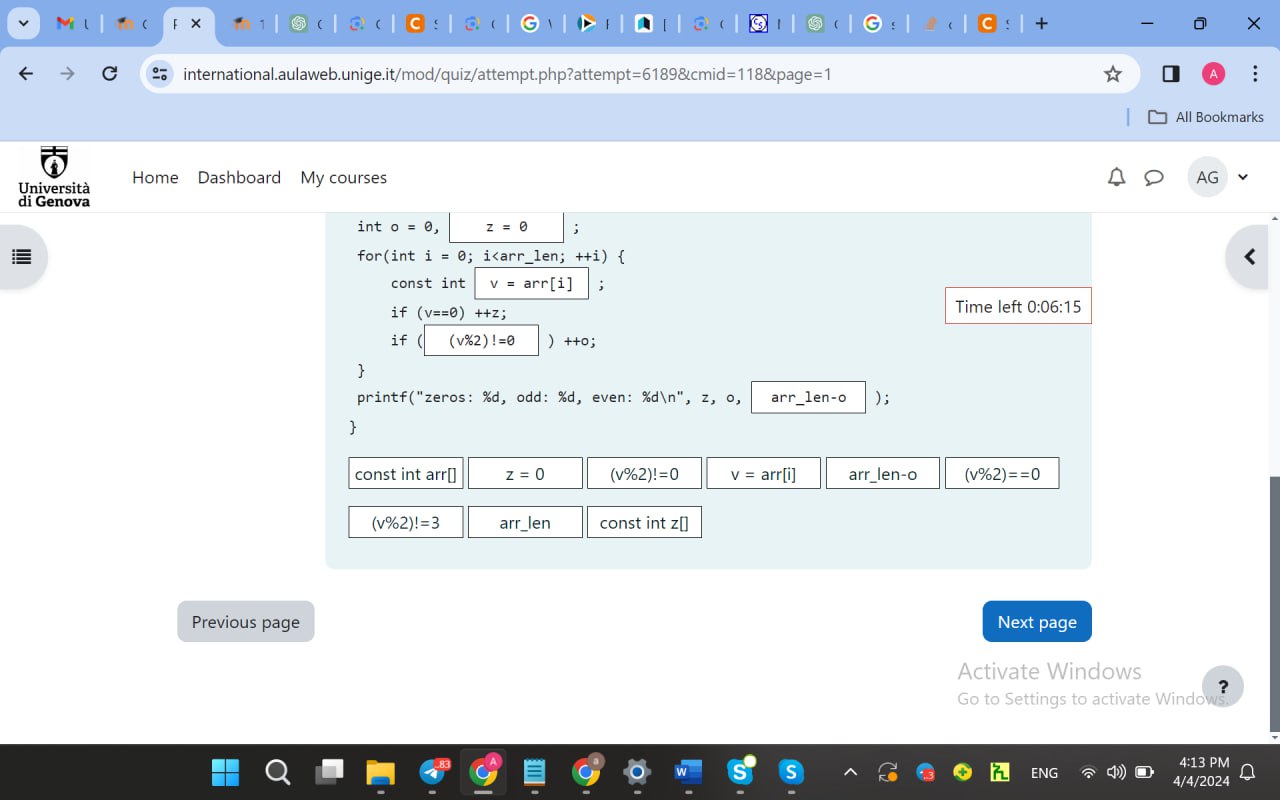 international.aulaweb.unige.it/mod/quiz/attempt.php?attempt=6189&cmid=118&page=1
A
All Bookmarks
Università
di Genova
Home Dashboard My courses
AG
int o = 0, z = 0 ;
for(int i = 0; i<arr_len; ++i) {
const int v = arr[i] ;
Time left 0:06:15
if (v==0) ++z;
if ( (v%2)!=0 ) ++o;
}
printf("zeros: %d, odd: %d, even: %d\n", z, o, arr_len-o );
}
const int arr[] z = 0 (v%2)!=0 v = arr[i] arr_len-o (v%2)==0
(v%2)!=3 arr_len const int z[]
Previous page Next page
Activate Windows
Go to Settings to activate Windows.
?
ENG
4:13 PM
4/4/2024